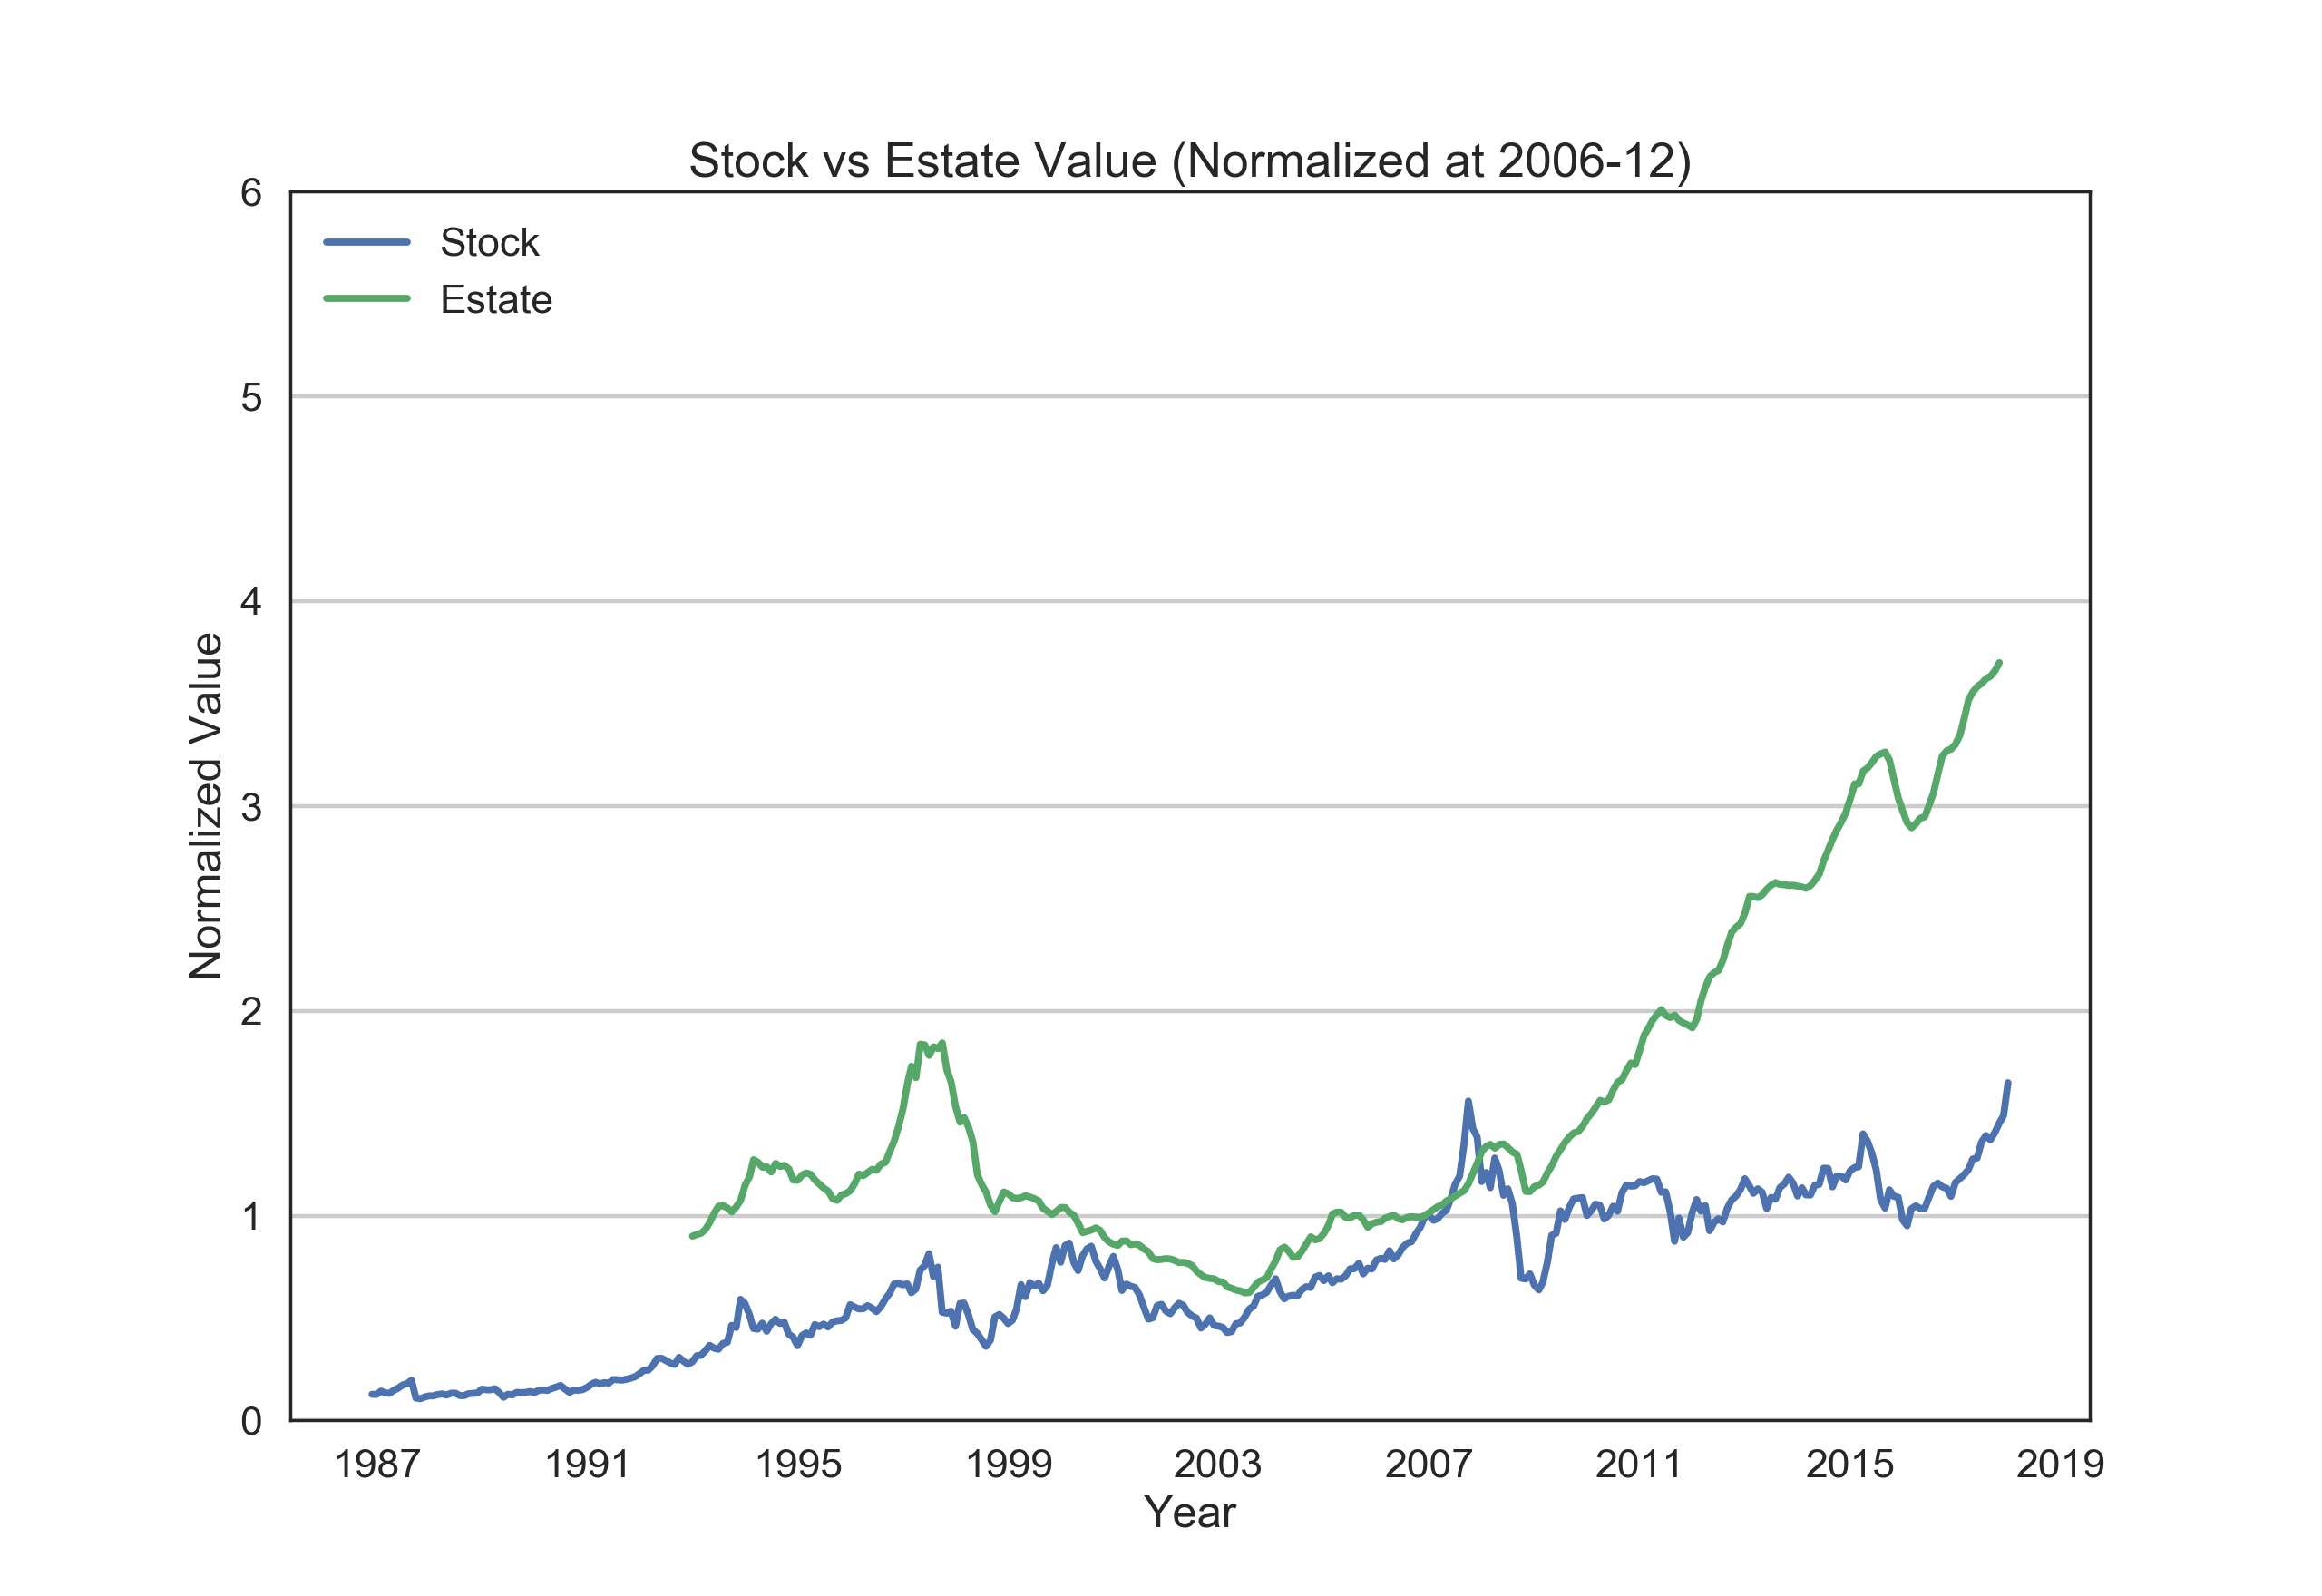 Stock vs Estate Value (Normalized at 2006-12)
6
Stock
Estate
5
4
3
2
1
0
Normalized Value
1987 1991 1995 1999 2003 2007 2011 2015 2019
Year